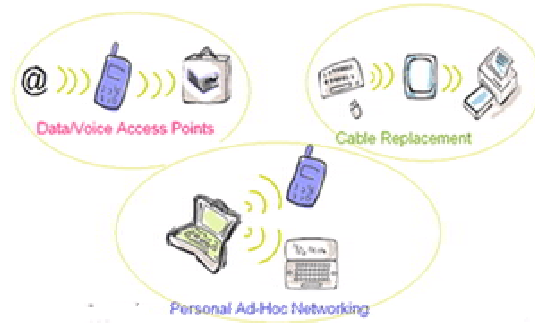 @
Data/Voice Access Points
Cable Replacement
Personal Ad-Hoc Networking